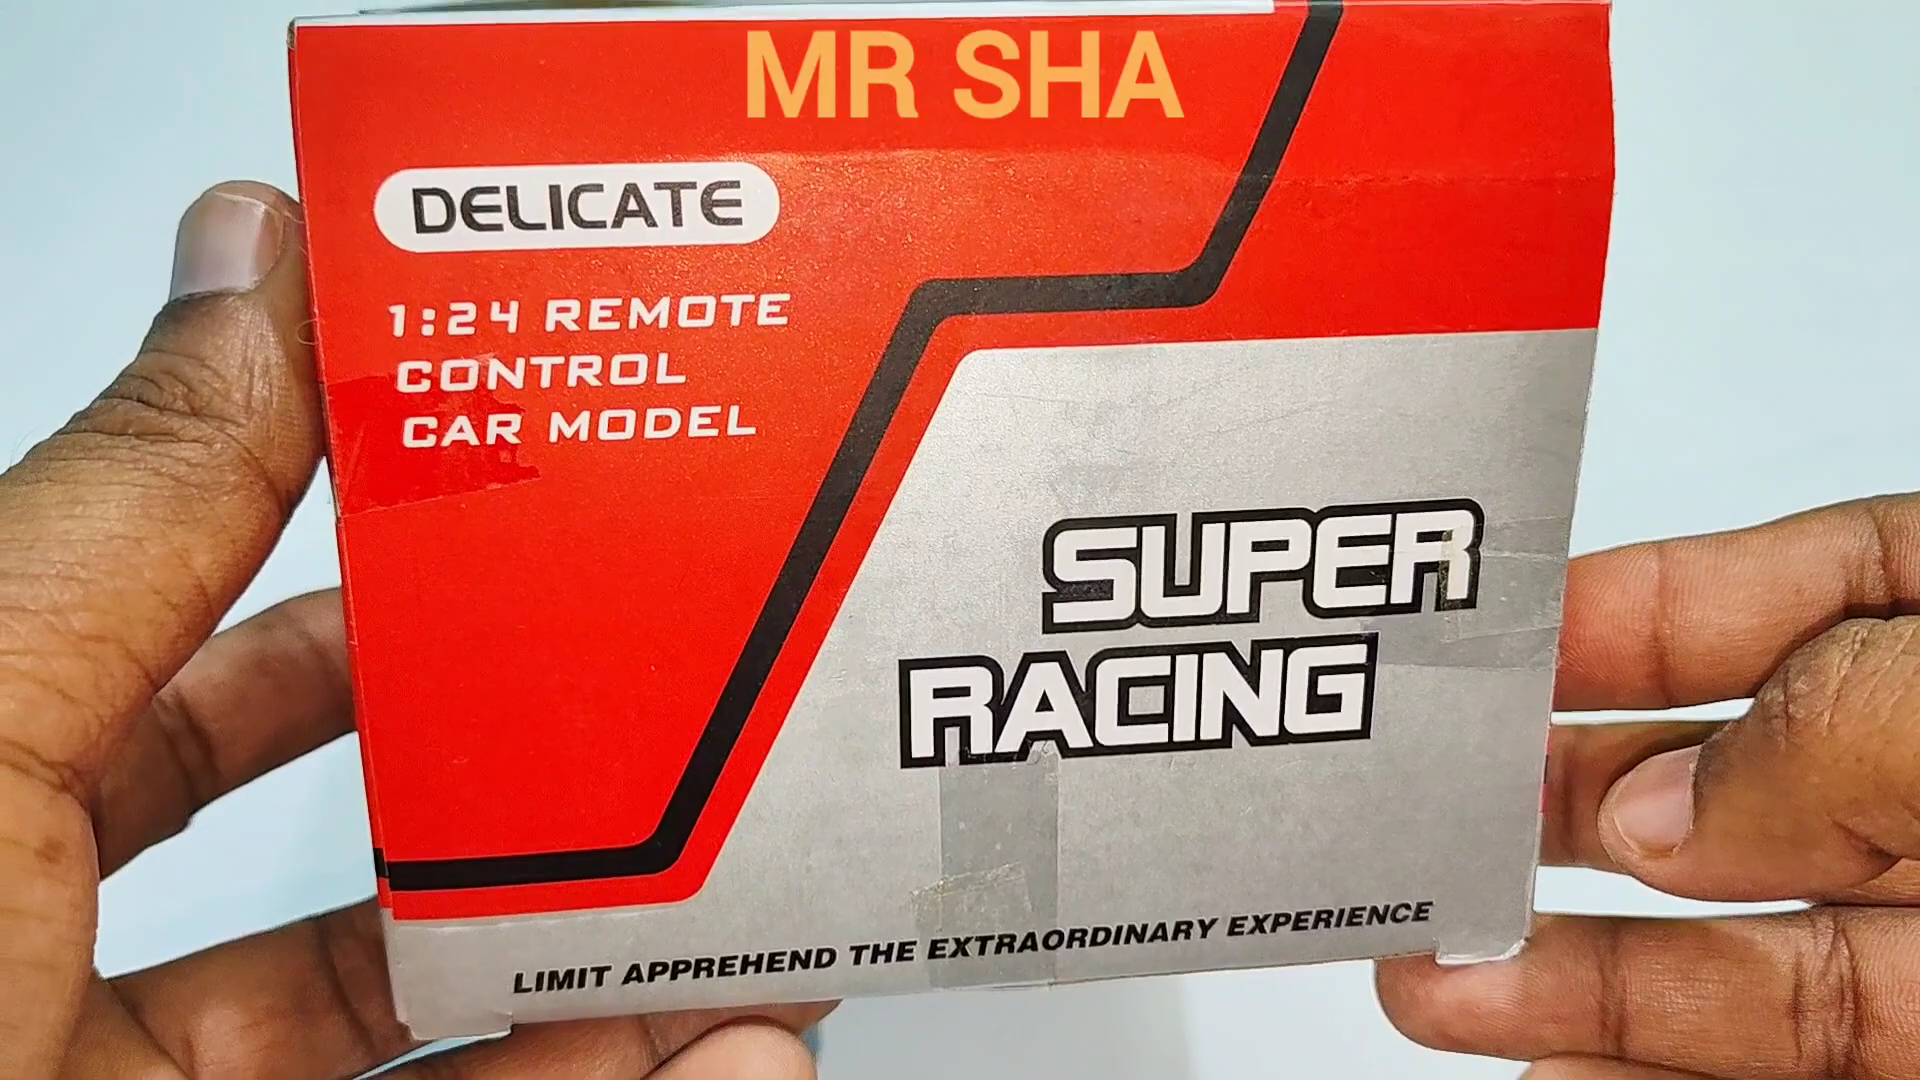 MR SHA
DELICATE
1:24 REMOTE
CONTROL
CAR MODEL
SUPER
RACING
LIMIT APPREHEND THE EXTRAORDINARY EXPERIENCE